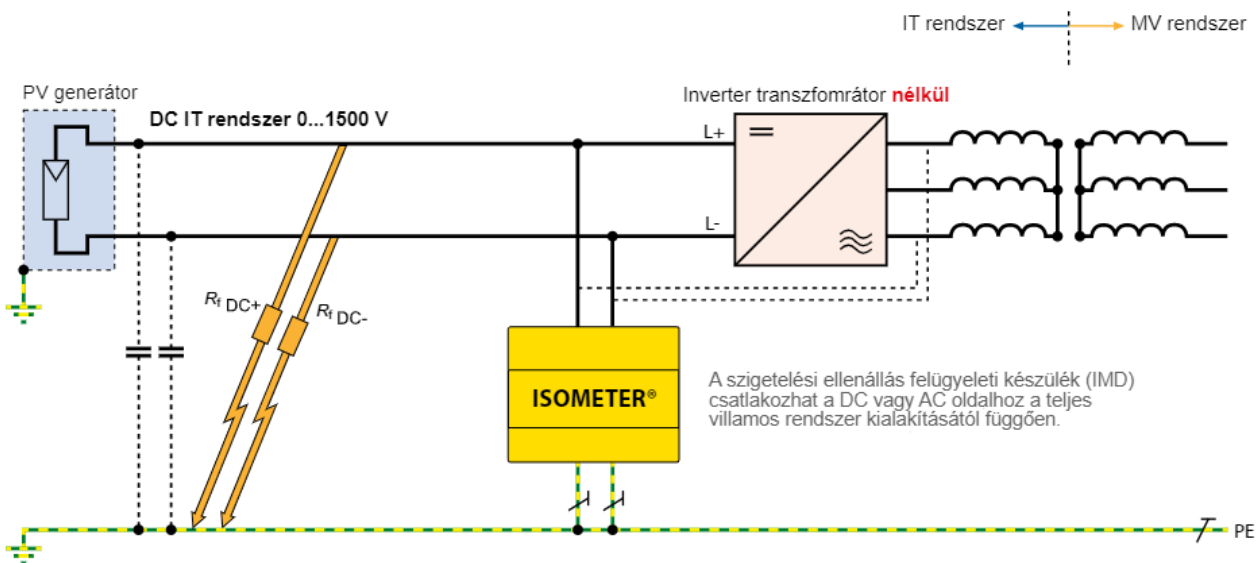 IT rendszer
MV rendszer
PV generátor
Inverter transzfomrátor nélkül
DC IT rendszer 0...1500 V
L+
L-
Rf DC+
Rf DC-
ISOMETER®
A szigetelési ellenállás felügyeleti készülék (IMD)
csatlakozhat a DC vagy AC oldalhoz a teljes
villamos rendszer kialakításától függően.
PE